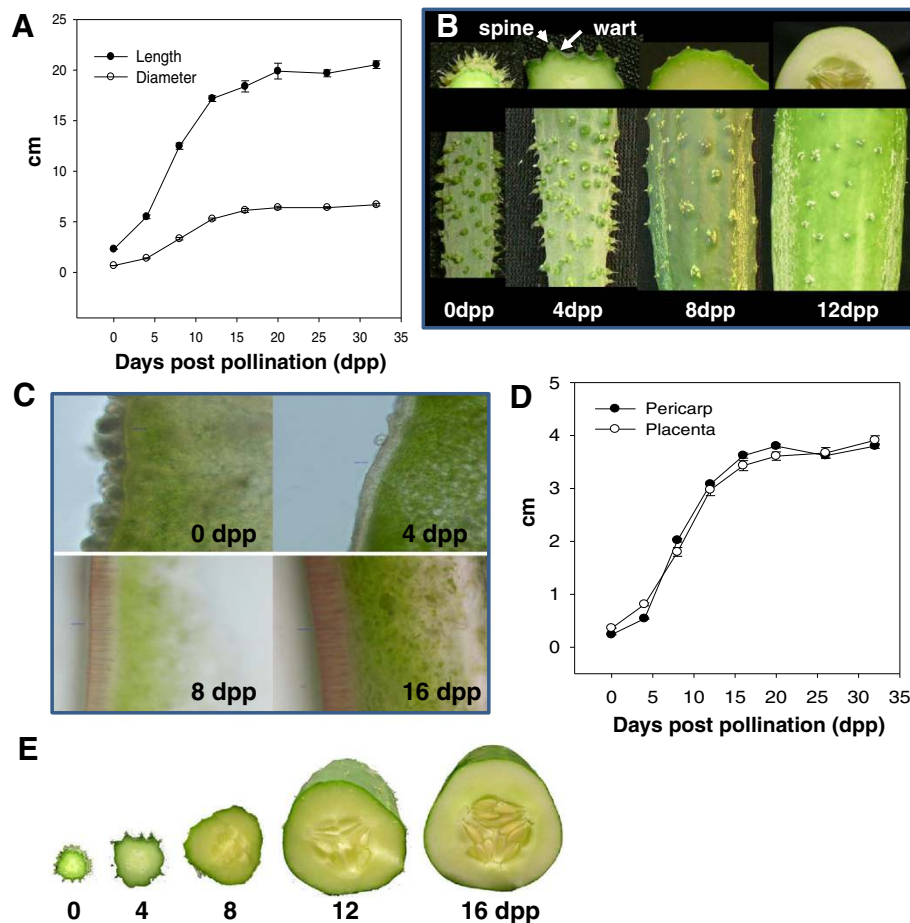 A
Length
Diameter
25
20
15
10
5
0
cm
0 5 10 15 20 25 30 35
Days post pollination (dpp)
B
spine wart
0dpp 4dpp 8dpp 12dpp
C
0 dpp 4 dpp
8 dpp 16 dpp
D
Pericarp
Placenta
5
4
3
2
1
0
cm
0 5 10 15 20 25 30 35
Days post pollination (dpp)
E
0 4 8 12 16 dpp